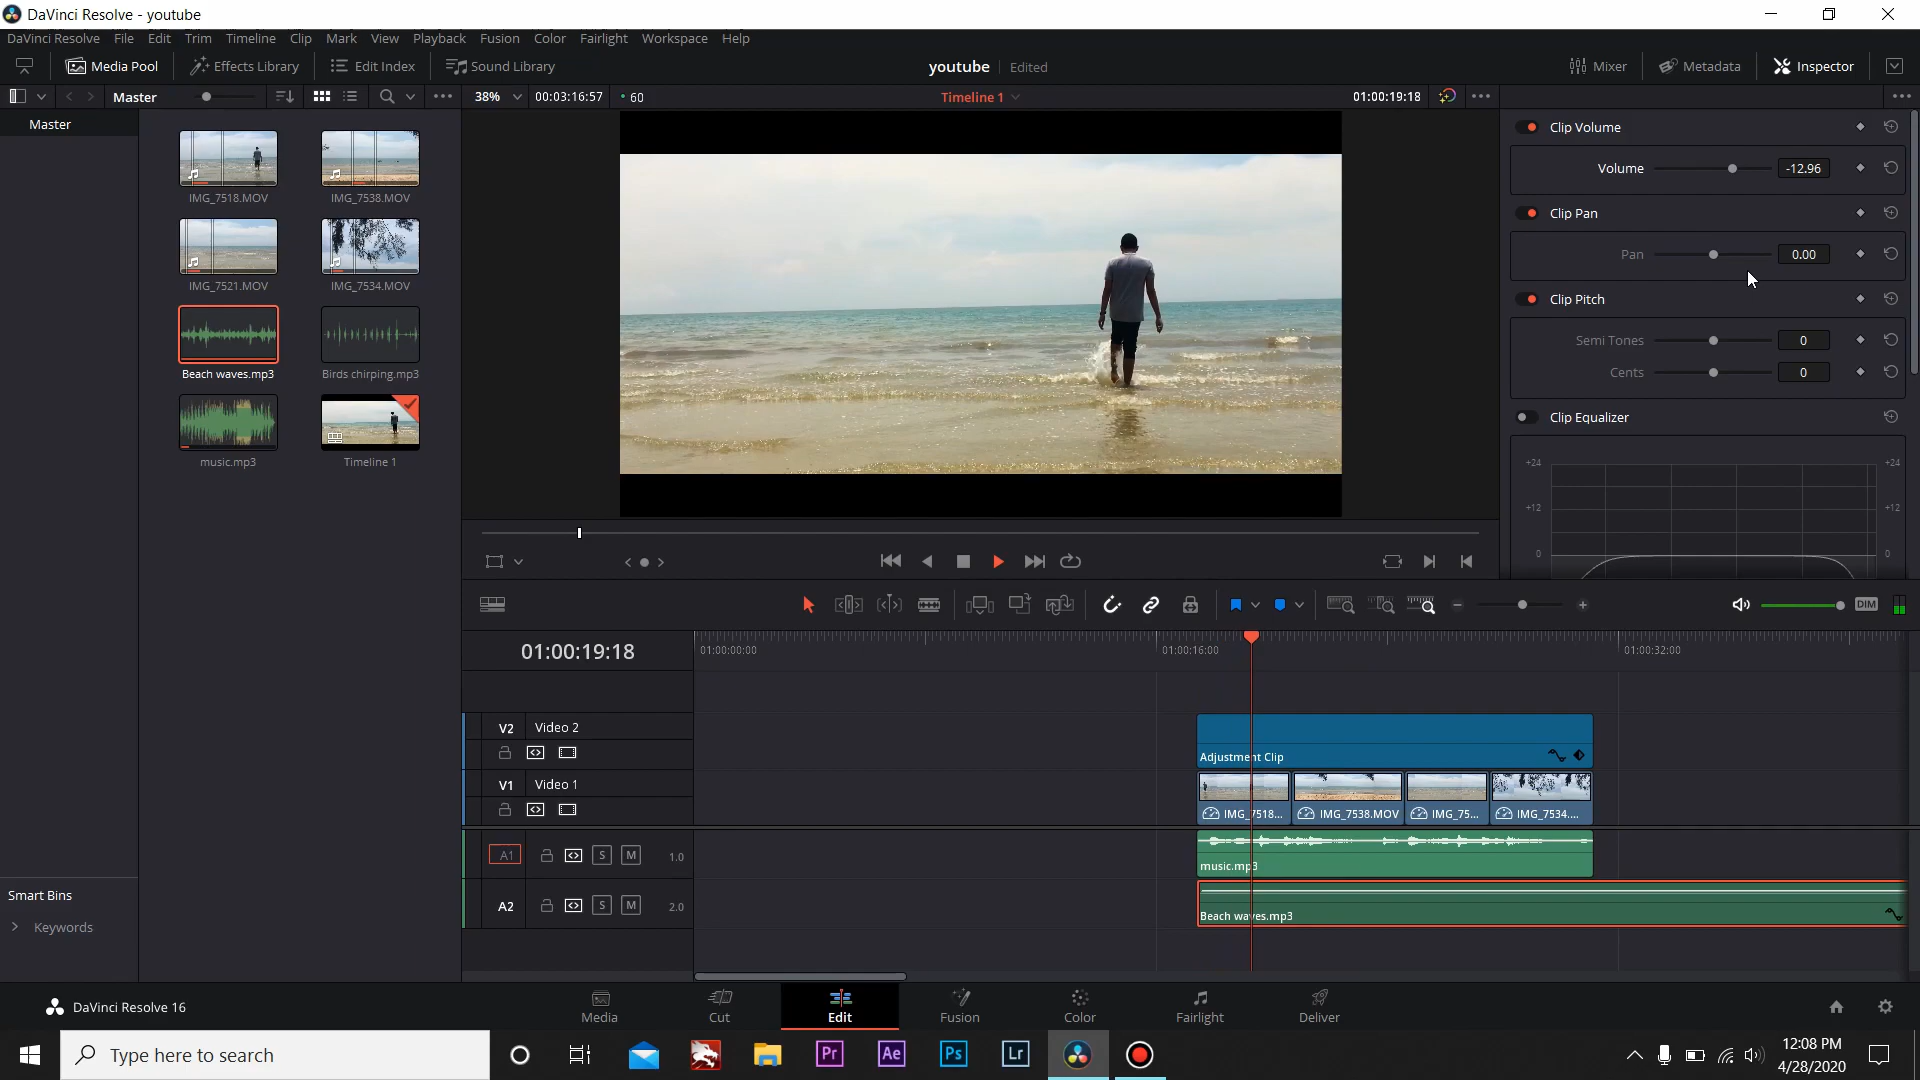 DaVinci Resolve - youtube
DaVinci Resolve File Edit Trim Timeline Clip Mark View Playback Fusion Color Fairlight Workspace Help
Media Pool Effects Library Edit Index Sound Library youtube Edited Mixer Metadata Inspector
Master 38% 00:03:16:57 60 Timeline 1 01:00:19:18
Master
IMG_7518.MOV IMG_7538.MOV
IMG_7521.MOV IMG_7534.MOV
Beach waves.mp3 Birds chirping.mp3
music.mp3 Timeline 1
Smart Bins
Keywords
Clip Volume
Volume -12.96
Clip Pan
Pan 0.00
Clip Pitch
Semi Tones 0
Cents 0
Clip Equalizer
+24 +24
+12 +12
0 0
DIM
01:00:19:18 01:00:00:00 01:00:16:00 01:00:32:00
V2 Video 2
Adjustment Clip
V1 Video 1
IMG_7518... IMG_7538.MOV IMG_75... IMG_7534....
A1 S M 1.0
music.mp3
A2 S M 2.0
Beach waves.mp3
DaVinci Resolve 16 Media Cut Edit Fusion Color Fairlight Deliver
Type here to search Pr Ae Ps Lr
12:08 PM
4/28/2020